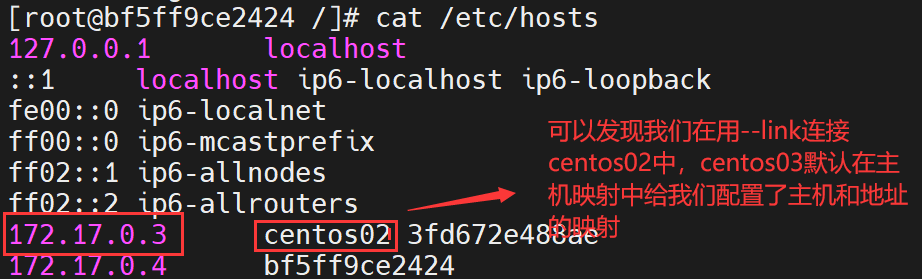 [root@bf5ff9ce2424 /]# cat /etc/hosts
127.0.0.1 localhost
::1 localhost ip6-localhost ip6-loopback
fe00::0 ip6-localnet
ff00::0 ip6-mcastprefix
ff02::1 ip6-allnodes
ff02::2 ip6-allrouters
172.17.0.3 centos02 3fd672e488ae
172.17.0.4 bf5ff9ce2424
可以发现我们在用--link连接
centos02中，centos03默认在主
机映射中给我们配置了主机和地址
的映射